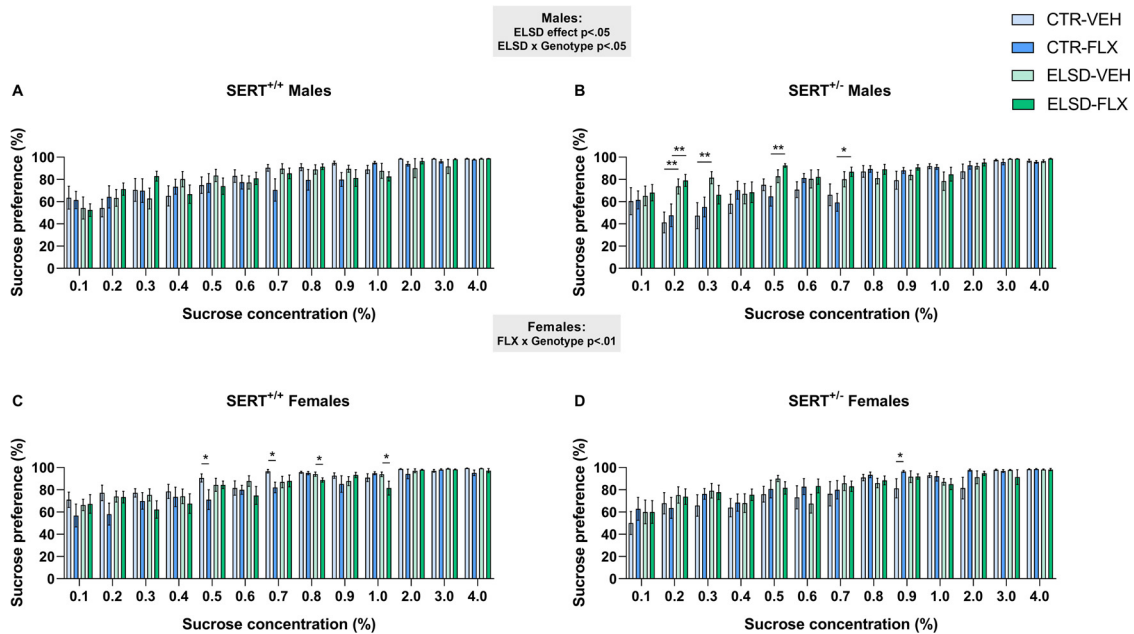 Males:
ELSD effect p<.05
ELSD x Genotype p<.05
CTR-VEH
CTR-FLX
ELSD-VEH
ELSD-FLX
A
SERT+/+ Males
Sucrose preference (%)
100
80
60
40
20
0
** ** ** ** *
0.1 0.2 0.3 0.4 0.5 0.6 0.7 0.8 0.9 1.0 2.0 3.0 4.0
Sucrose concentration (%)
B
SERT+/- Males
Sucrose preference (%)
100
80
60
40
20
0
0.1 0.2 0.3 0.4 0.5 0.6 0.7 0.8 0.9 1.0 2.0 3.0 4.0
Sucrose concentration (%)
Females:
FLX x Genotype p<.01
C
SERT+/+ Females
Sucrose preference (%)
100
80
60
40
20
0
* * * *
0.1 0.2 0.3 0.4 0.5 0.6 0.7 0.8 0.9 1.0 2.0 3.0 4.0
Sucrose concentration (%)
D
SERT+/- Females
Sucrose preference (%)
100
80
60
40
20
0
*
0.1 0.2 0.3 0.4 0.5 0.6 0.7 0.8 0.9 1.0 2.0 3.0 4.0
Sucrose concentration (%)